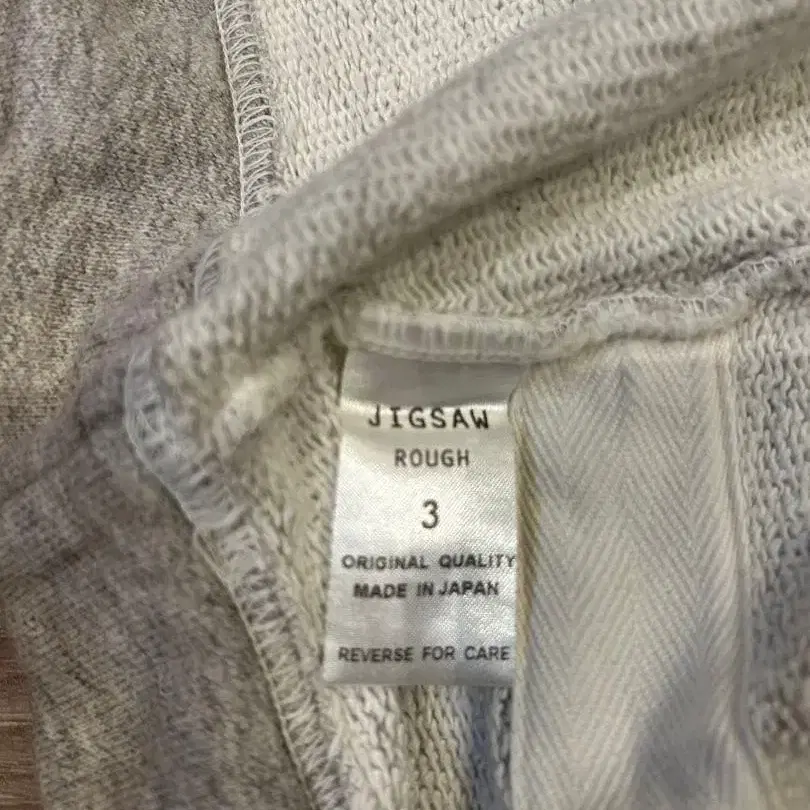 JIGSAW
ROUGH
3
ORIGINAL QUALITY
MADE IN JAPAN
REVERSE FOR CARE